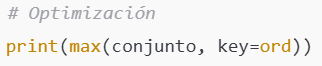 # Optimización
print(max(conjunto, key=ord))